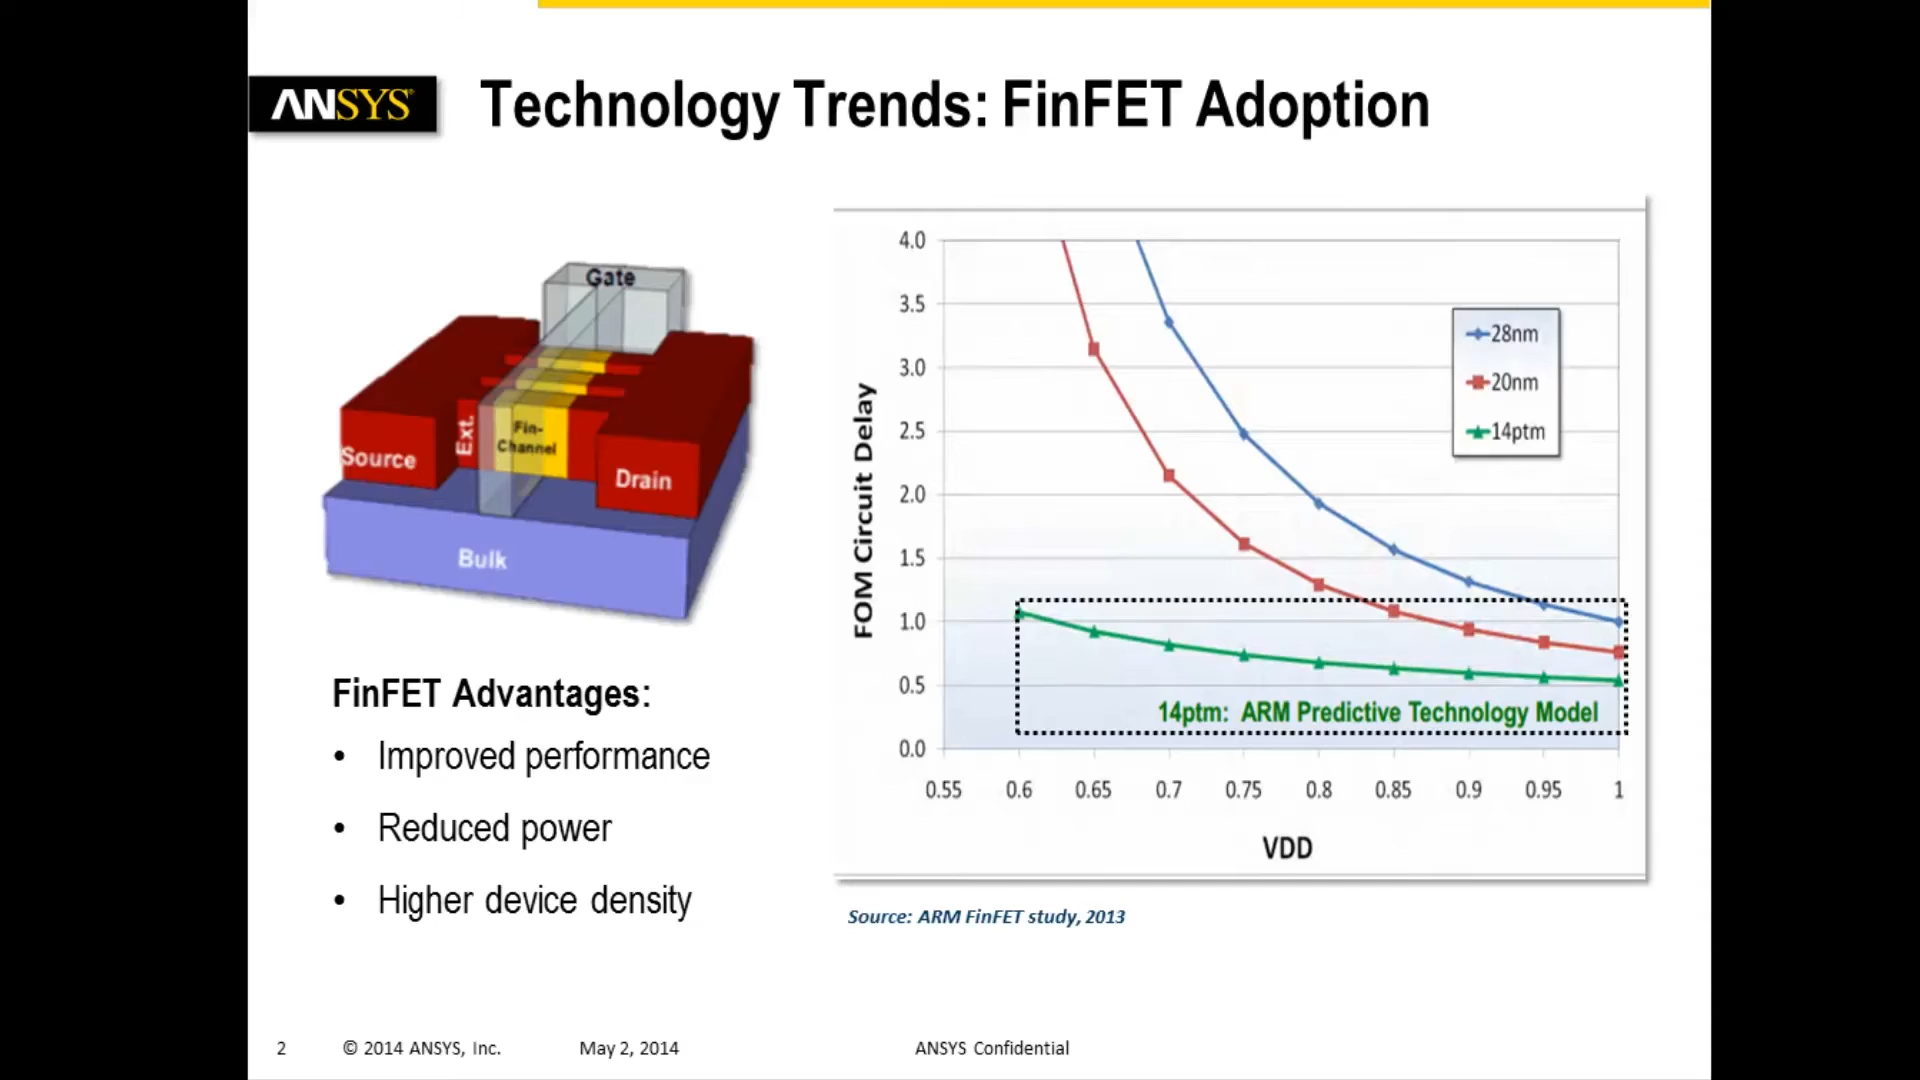 ANSYS®
Technology Trends: FinFET Adoption
Gate
Source
Ext.
Fin-
Channel
Drain
Bulk
FinFET Advantages:
• Improved performance
• Reduced power
• Higher device density
4.0
3.5
3.0
2.5
2.0
1.5
1.0
0.5
0.0
FOM Circuit Delay
28nm
20nm
14ptm
14ptm: ARM Predictive Technology Model
0.55 0.6 0.65 0.7 0.75 0.8 0.85 0.9 0.95 1
VDD
Source: ARM FinFET study, 2013
2 © 2014 ANSYS, Inc. May 2, 2014 ANSYS Confidential